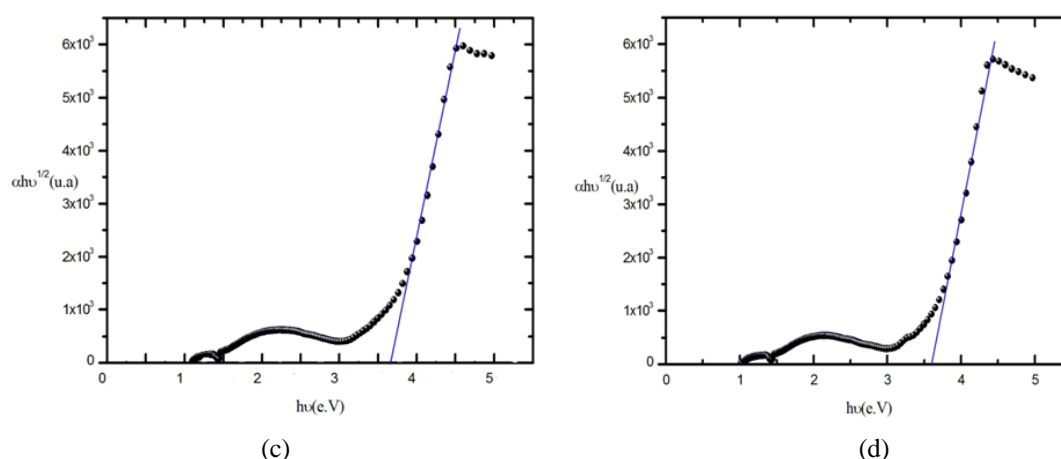 6x10³
5x10³
4x10³
αhυ^1/2(u.a)
3x10³
2x10³
1x10³
0
0 1 2 3 4 5
hυ(e.V)
(c)
6x10³
5x10³
4x10³
αhυ^1/2(u.a)
3x10³
2x10³
1x10³
0
0 1 2 3 4 5
hυ(e.V)
(d)